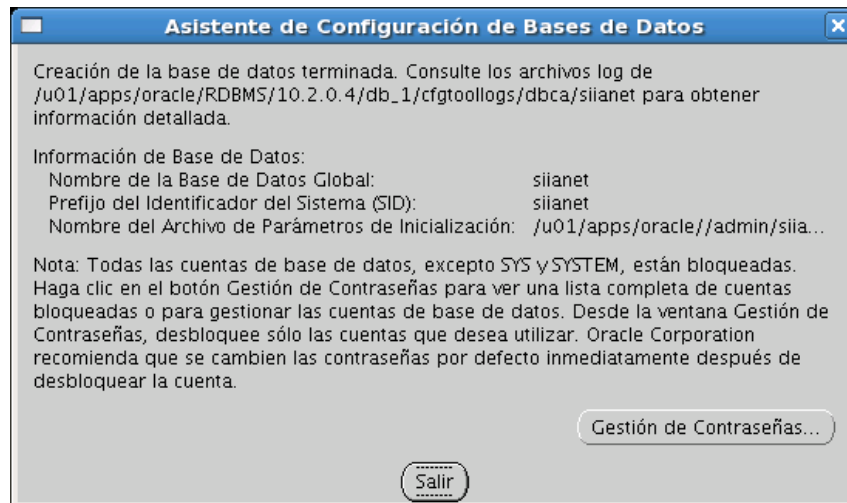 Asistente de Configuración de Bases de Datos
Creación de la base de datos terminada. Consulte los archivos log de
/u01/apps/oracle/RDBMS/10.2.0.4/db_1/cfgtoollogs/dbca/siianet para obtener
información detallada.
Información de Base de Datos:
Nombre de la Base de Datos Global: siianet
Prefijo del Identificador del Sistema (SID): siianet
Nombre del Archivo de Parámetros de Inicialización: /u01/apps/oracle//admin/siia...
Nota: Todas las cuentas de base de datos, excepto SYS y SYSTEM, están bloqueadas.
Haga clic en el botón Gestión de Contraseñas para ver una lista completa de cuentas
bloqueadas o para gestionar las cuentas de base de datos. Desde la ventana Gestión de
Contraseñas, desbloquee sólo las cuentas que desea utilizar. Oracle Corporation
recomienda que se cambien las contraseñas por defecto inmediatamente después de
desbloquear la cuenta.
Gestión de Contraseñas...
Salir